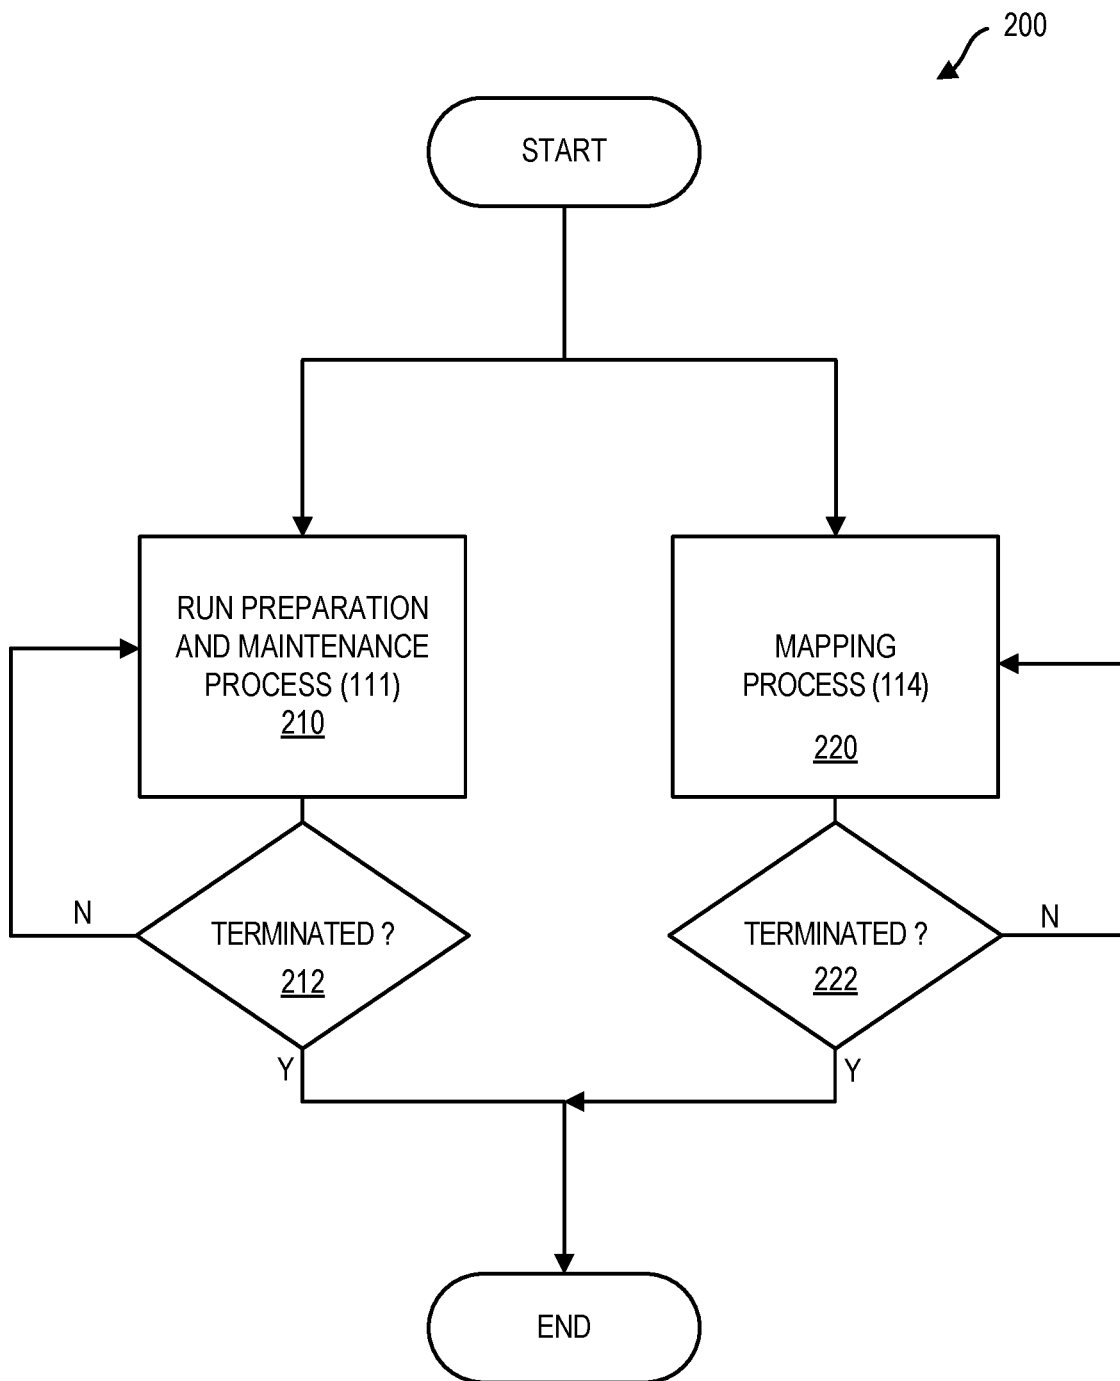 200
START
RUN PREPARATION
AND MAINTENANCE
PROCESS (111)
210
MAPPING
PROCESS (114)
220
N
TERMINATED ?
212
Y
TERMINATED ?
222
N
Y
END